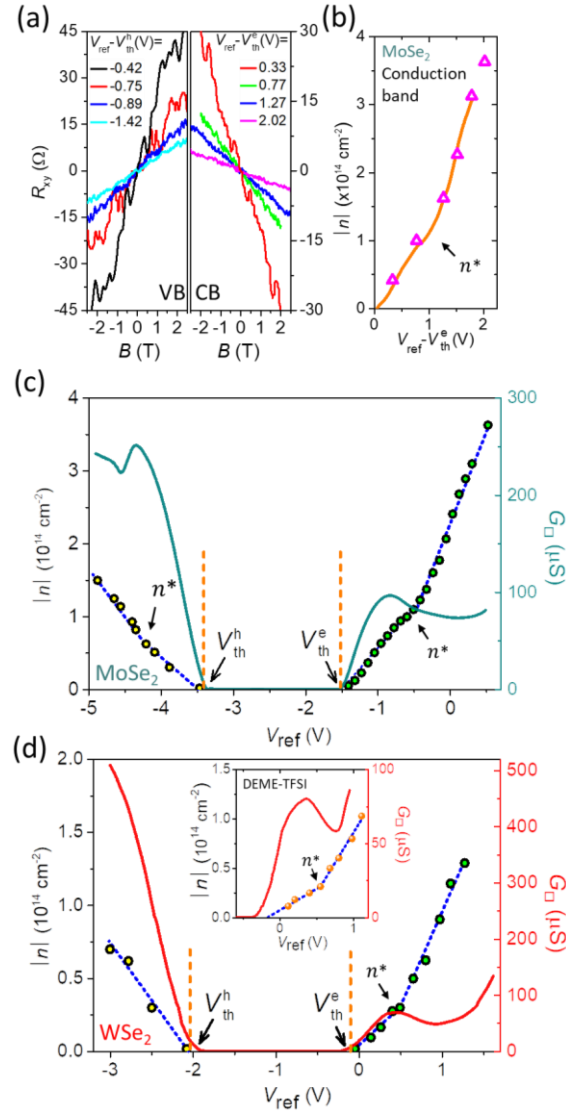 (a)
V_ref-V_th^h(V)=
-0.42
-0.75
-0.89
-1.42
V_ref-V_th^e(V)=
0.33
0.77
1.27
2.02
45
30
15
0
-15
-30
-45
R_xy (Ω)
30
15
0
-15
-30
VB
CB
-2 -1 0 1 2
-2 -1 0 1 2
B (T)
B (T)
(b)
MoSe2
Conduction
band
n*
4
3
2
1
0
|n| (x10^14 cm^-2)
0 1 2
V_ref-V_th^e(V)
(c)
4
3
2
1
0
|n| (10^14 cm^-2)
300
200
100
0
G□ (μS)
n*
V_th^h
V_th^e
n*
MoSe2
-5 -4 -3 -2 -1 0
V_ref (V)
(d)
2.0
1.5
1.0
0.5
0.0
|n| (10^14 cm^-2)
500
400
300
200
100
0
G□ (μS)
DEME-TFSI
1.5
1.0
0.5
0.0
|n| (10^14 cm^-2)
100
50
0
G□ (μS)
n*
0 1
V_ref (V)
n*
V_th^h
V_th^e
WSe2
-3 -2 -1 0 1
V_ref (V)